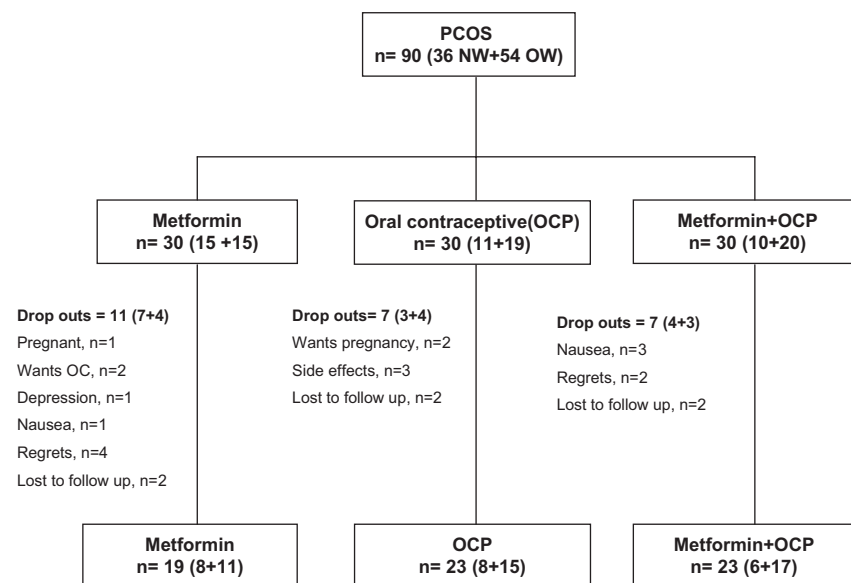 PCOS
n= 90 (36 NW+54 OW)
Metformin
n= 30 (15 +15)
Oral contraceptive(OCP)
n= 30 (11+19)
Metformin+OCP
n= 30 (10+20)
Drop outs = 11 (7+4)
Pregnant, n=1
Wants OC, n=2
Depression, n=1
Nausea, n=1
Regrets, n=4
Lost to follow up, n=2
Drop outs= 7 (3+4)
Wants pregnancy, n=2
Side effects, n=3
Lost to follow up, n=2
Drop outs = 7 (4+3)
Nausea, n=3
Regrets, n=2
Lost to follow up, n=2
Metformin
n= 19 (8+11)
OCP
n= 23 (8+15)
Metformin+OCP
n= 23 (6+17)